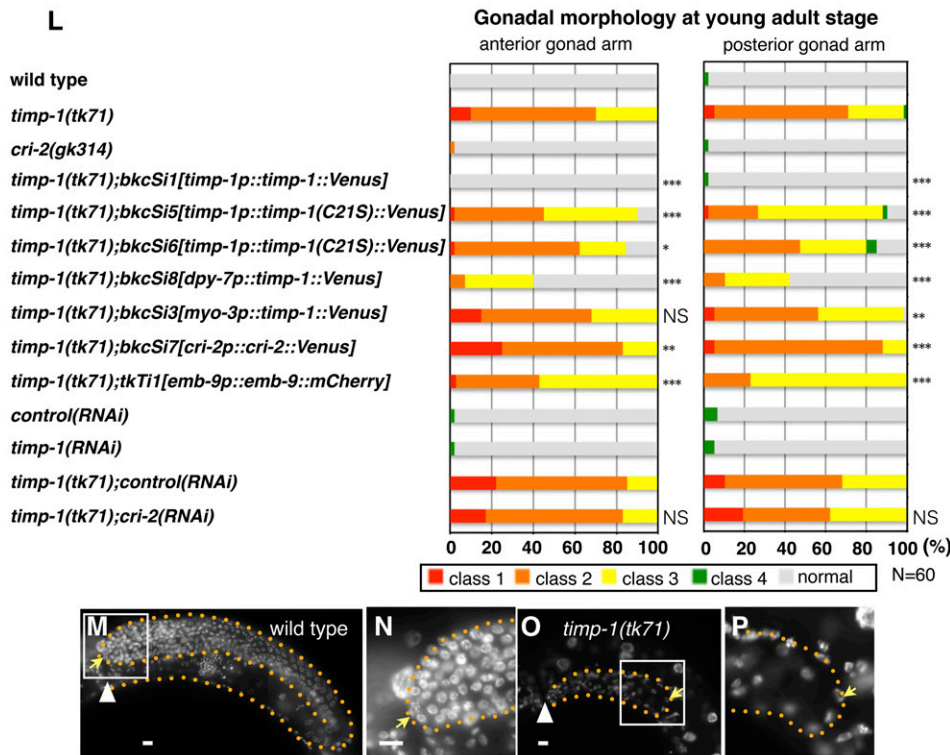 L
Gonadal morphology at young adult stage
anterior gonad arm posterior gonad arm
wild type
timp-1(tk71)
cri-2(gk314)
timp-1(tk71);bkcSi1[timp-1p::timp-1::Venus] *** ***
timp-1(tk71);bkcSi5[timp-1p::timp-1(C21S)::Venus] *** ***
timp-1(tk71);bkcSi6[timp-1p::timp-1(C21S)::Venus] * ***
timp-1(tk71);bkcSi8[dpy-7p::timp-1::Venus] *** ***
timp-1(tk71);bkcSi3[myo-3p::timp-1::Venus] NS **
timp-1(tk71);bkcSi7[cri-2p::cri-2::Venus] ** ***
timp-1(tk71);tkTi1[emb-9p::emb-9::mCherry] *** ***
control(RNAi)
timp-1(RNAi)
timp-1(tk71);control(RNAi)
timp-1(tk71);cri-2(RNAi) NS NS
0 20 40 60 80 100 0 20 40 60 80 100 (%)
class 1 class 2 class 3 class 4 normal N=60
M wild type N O timp-1(tk71) P